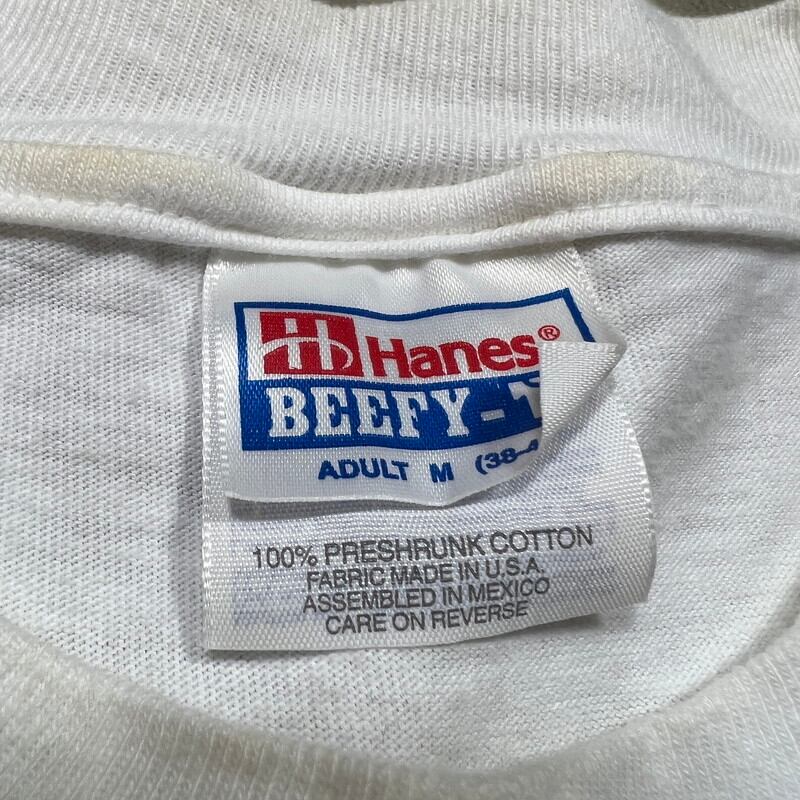 Hanes®
BEEFY-
ADULT M (38-4
100% PRESHRUNK COTTON
FABRIC MADE IN U.S.A.
ASSEMBLED IN MEXICO
CARE ON REVERSE